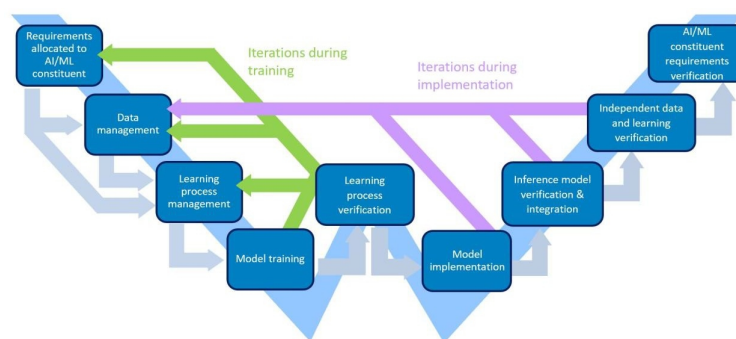 Requirements
allocated to
AI/ML
constituent
Data
management
Learning
process
management
Model training
Iterations during
training
Learning
process
verification
Iterations during
implementation
Model
implementation
Inference model
verification &
integration
Independent data
and learning
verification
AI/ML
constituent
requirements
verification